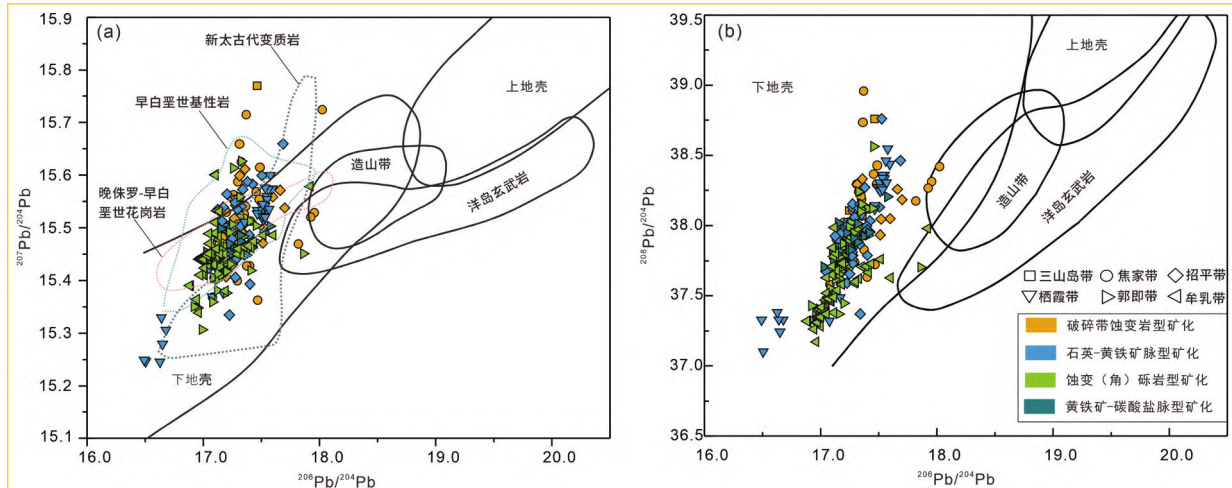 (a)
15.9
15.8
15.7
15.6
15.5
15.4
15.3
15.2
15.1
²⁰⁷Pb/²⁰⁴Pb
新太古代变质岩
早白垩世基性岩
晚侏罗-早白
垩世花岗岩
造山带
上地壳
洋岛玄武岩
下地壳
16.0
17.0
18.0
19.0
20.0
²⁰⁶Pb/²⁰⁴Pb
(b)
39.5
39.0
38.5
38.0
37.5
37.0
36.5
²⁰⁸Pb/²⁰⁴Pb
下地壳
上地壳
造山带
洋岛玄武岩
三山岛带 焦家带 招平带
栖霞带 郭即带 牟乳带
破碎带蚀变岩型矿化
石英-黄铁矿脉型矿化
蚀变（角）砾岩型矿化
黄铁矿-碳酸盐脉型矿化
16.0
17.0
18.0
19.0
20.0
²⁰⁶Pb/²⁰⁴Pb